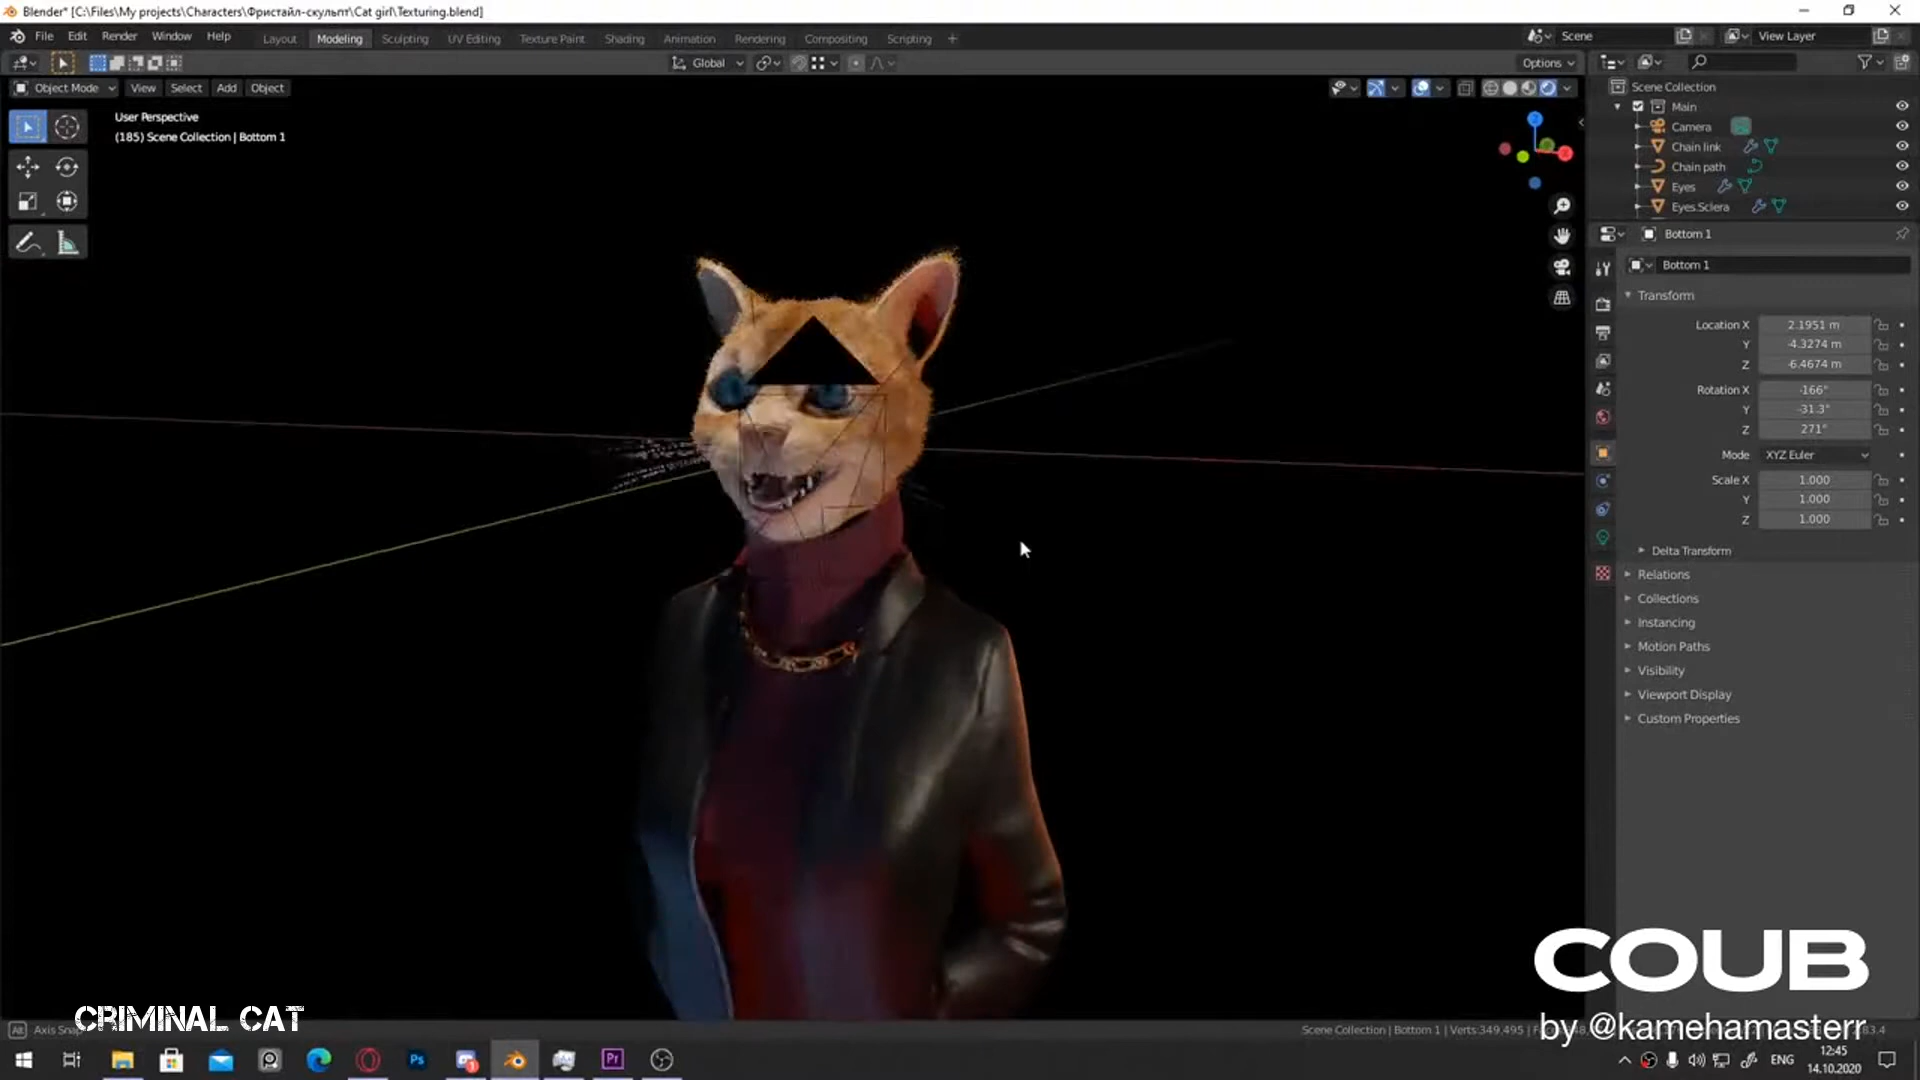 Blender* [C:\Files\My projects\Characters\Фристайл-скульпт\Cat girl\Texturing.blend]
File Edit Render Window Help
Layout Modeling Sculpting UV Editing Texture Paint Shading Animation Rendering Compositing Scripting +
Scene
View Layer
Global
Options
Object Mode View Select Add Object
User Perspective
(185) Scene Collection | Bottom 1
Scene Collection
Main
Camera
Chain link
Chain path
Eyes
Eyes.Sclera
Bottom 1
Bottom 1
Transform
Location X 2.1951 m
Y -4.3274 m
Z -6.4674 m
Rotation X -166°
Y -31.3°
Z 271°
Mode XYZ Euler
Scale X 1.000
Y 1.000
Z 1.000
Delta Transform
Relations
Collections
Instancing
Motion Paths
Visibility
Viewport Display
Custom Properties
COUB
by @kamehamasterr
CRIMINAL CAT
Alt Axis Snap
Scene Collection | Bottom 1 | Verts:349,495 |
Ps
Pr
ENG
12:45
14.10.2020